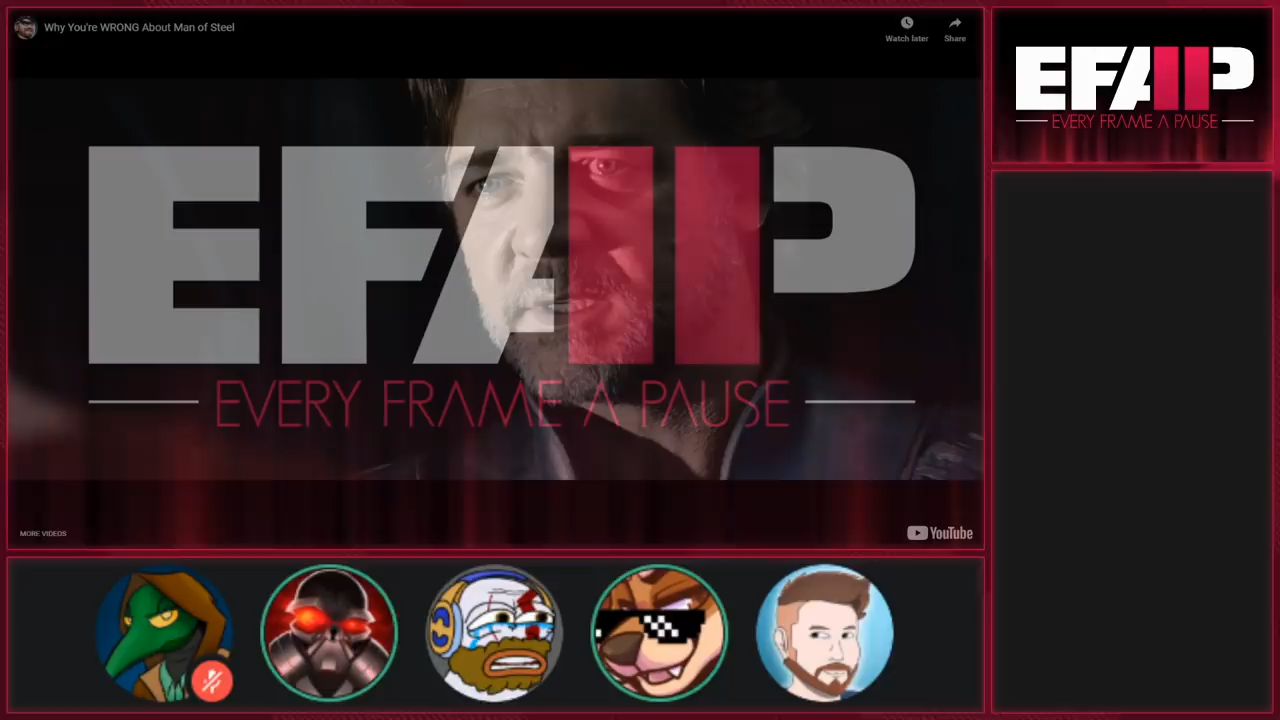 Why You're WRONG About Man of Steel
Watch later
Share
EFAP
EVERY FRAME A PAUSE
EFAP
EVERY FRAME A PAUSE
MORE VIDEOS
YouTube